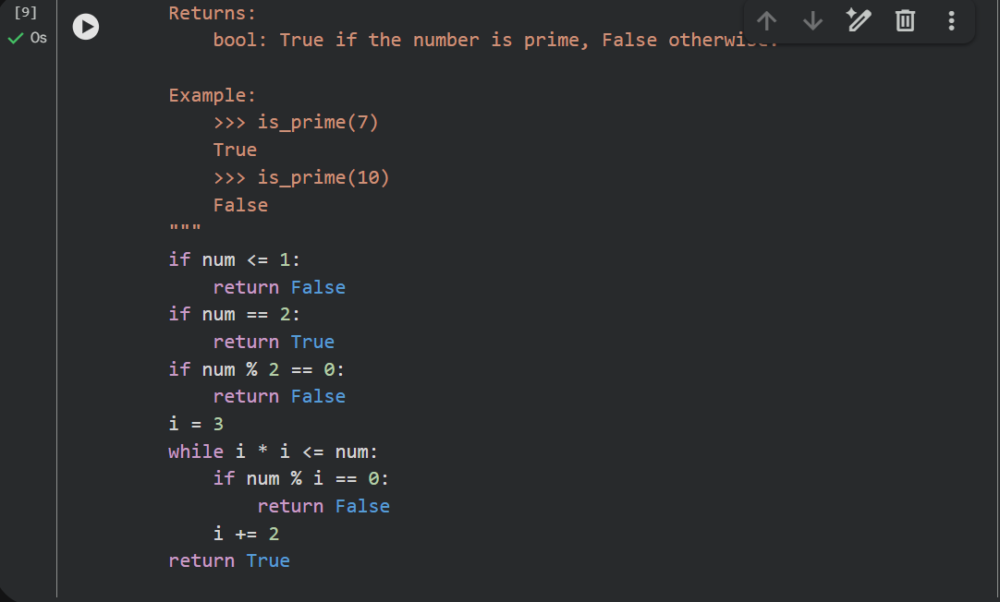 [9]
0s
Returns:
bool: True if the number is prime, False otherwise.
Example:
>>> is_prime(7)
True
>>> is_prime(10)
False
"""
if num <= 1:
return False
if num == 2:
return True
if num % 2 == 0:
return False
i = 3
while i * i <= num:
if num % i == 0:
return False
i += 2
return True